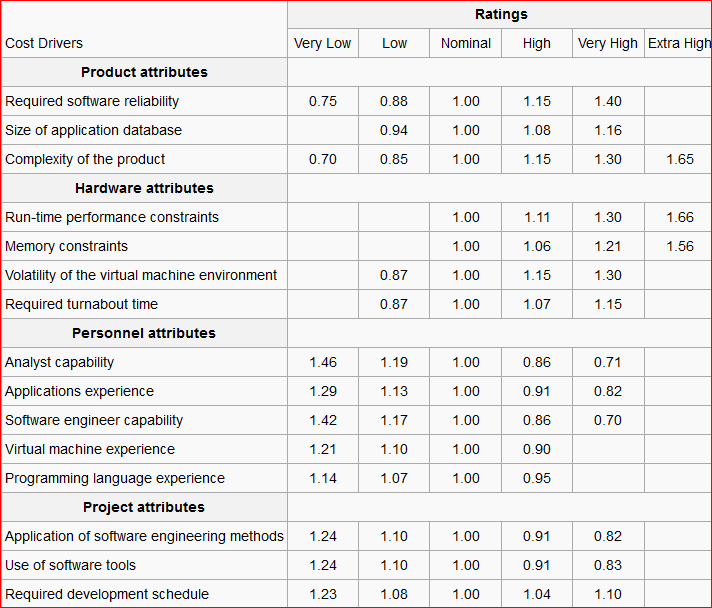 Ratings
Cost Drivers Very Low Low Nominal High Very High Extra High
Product attributes
Required software reliability 0.75 0.88 1.00 1.15 1.40
Size of application database 0.94 1.00 1.08 1.16
Complexity of the product 0.70 0.85 1.00 1.15 1.30 1.65
Hardware attributes
Run-time performance constraints 1.00 1.11 1.30 1.66
Memory constraints 1.00 1.06 1.21 1.56
Volatility of the virtual machine environment 0.87 1.00 1.15 1.30
Required turnabout time 0.87 1.00 1.07 1.15
Personnel attributes
Analyst capability 1.46 1.19 1.00 0.86 0.71
Applications experience 1.29 1.13 1.00 0.91 0.82
Software engineer capability 1.42 1.17 1.00 0.86 0.70
Virtual machine experience 1.21 1.10 1.00 0.90
Programming language experience 1.14 1.07 1.00 0.95
Project attributes
Application of software engineering methods 1.24 1.10 1.00 0.91 0.82
Use of software tools 1.24 1.10 1.00 0.91 0.83
Required development schedule 1.23 1.08 1.00 1.04 1.10